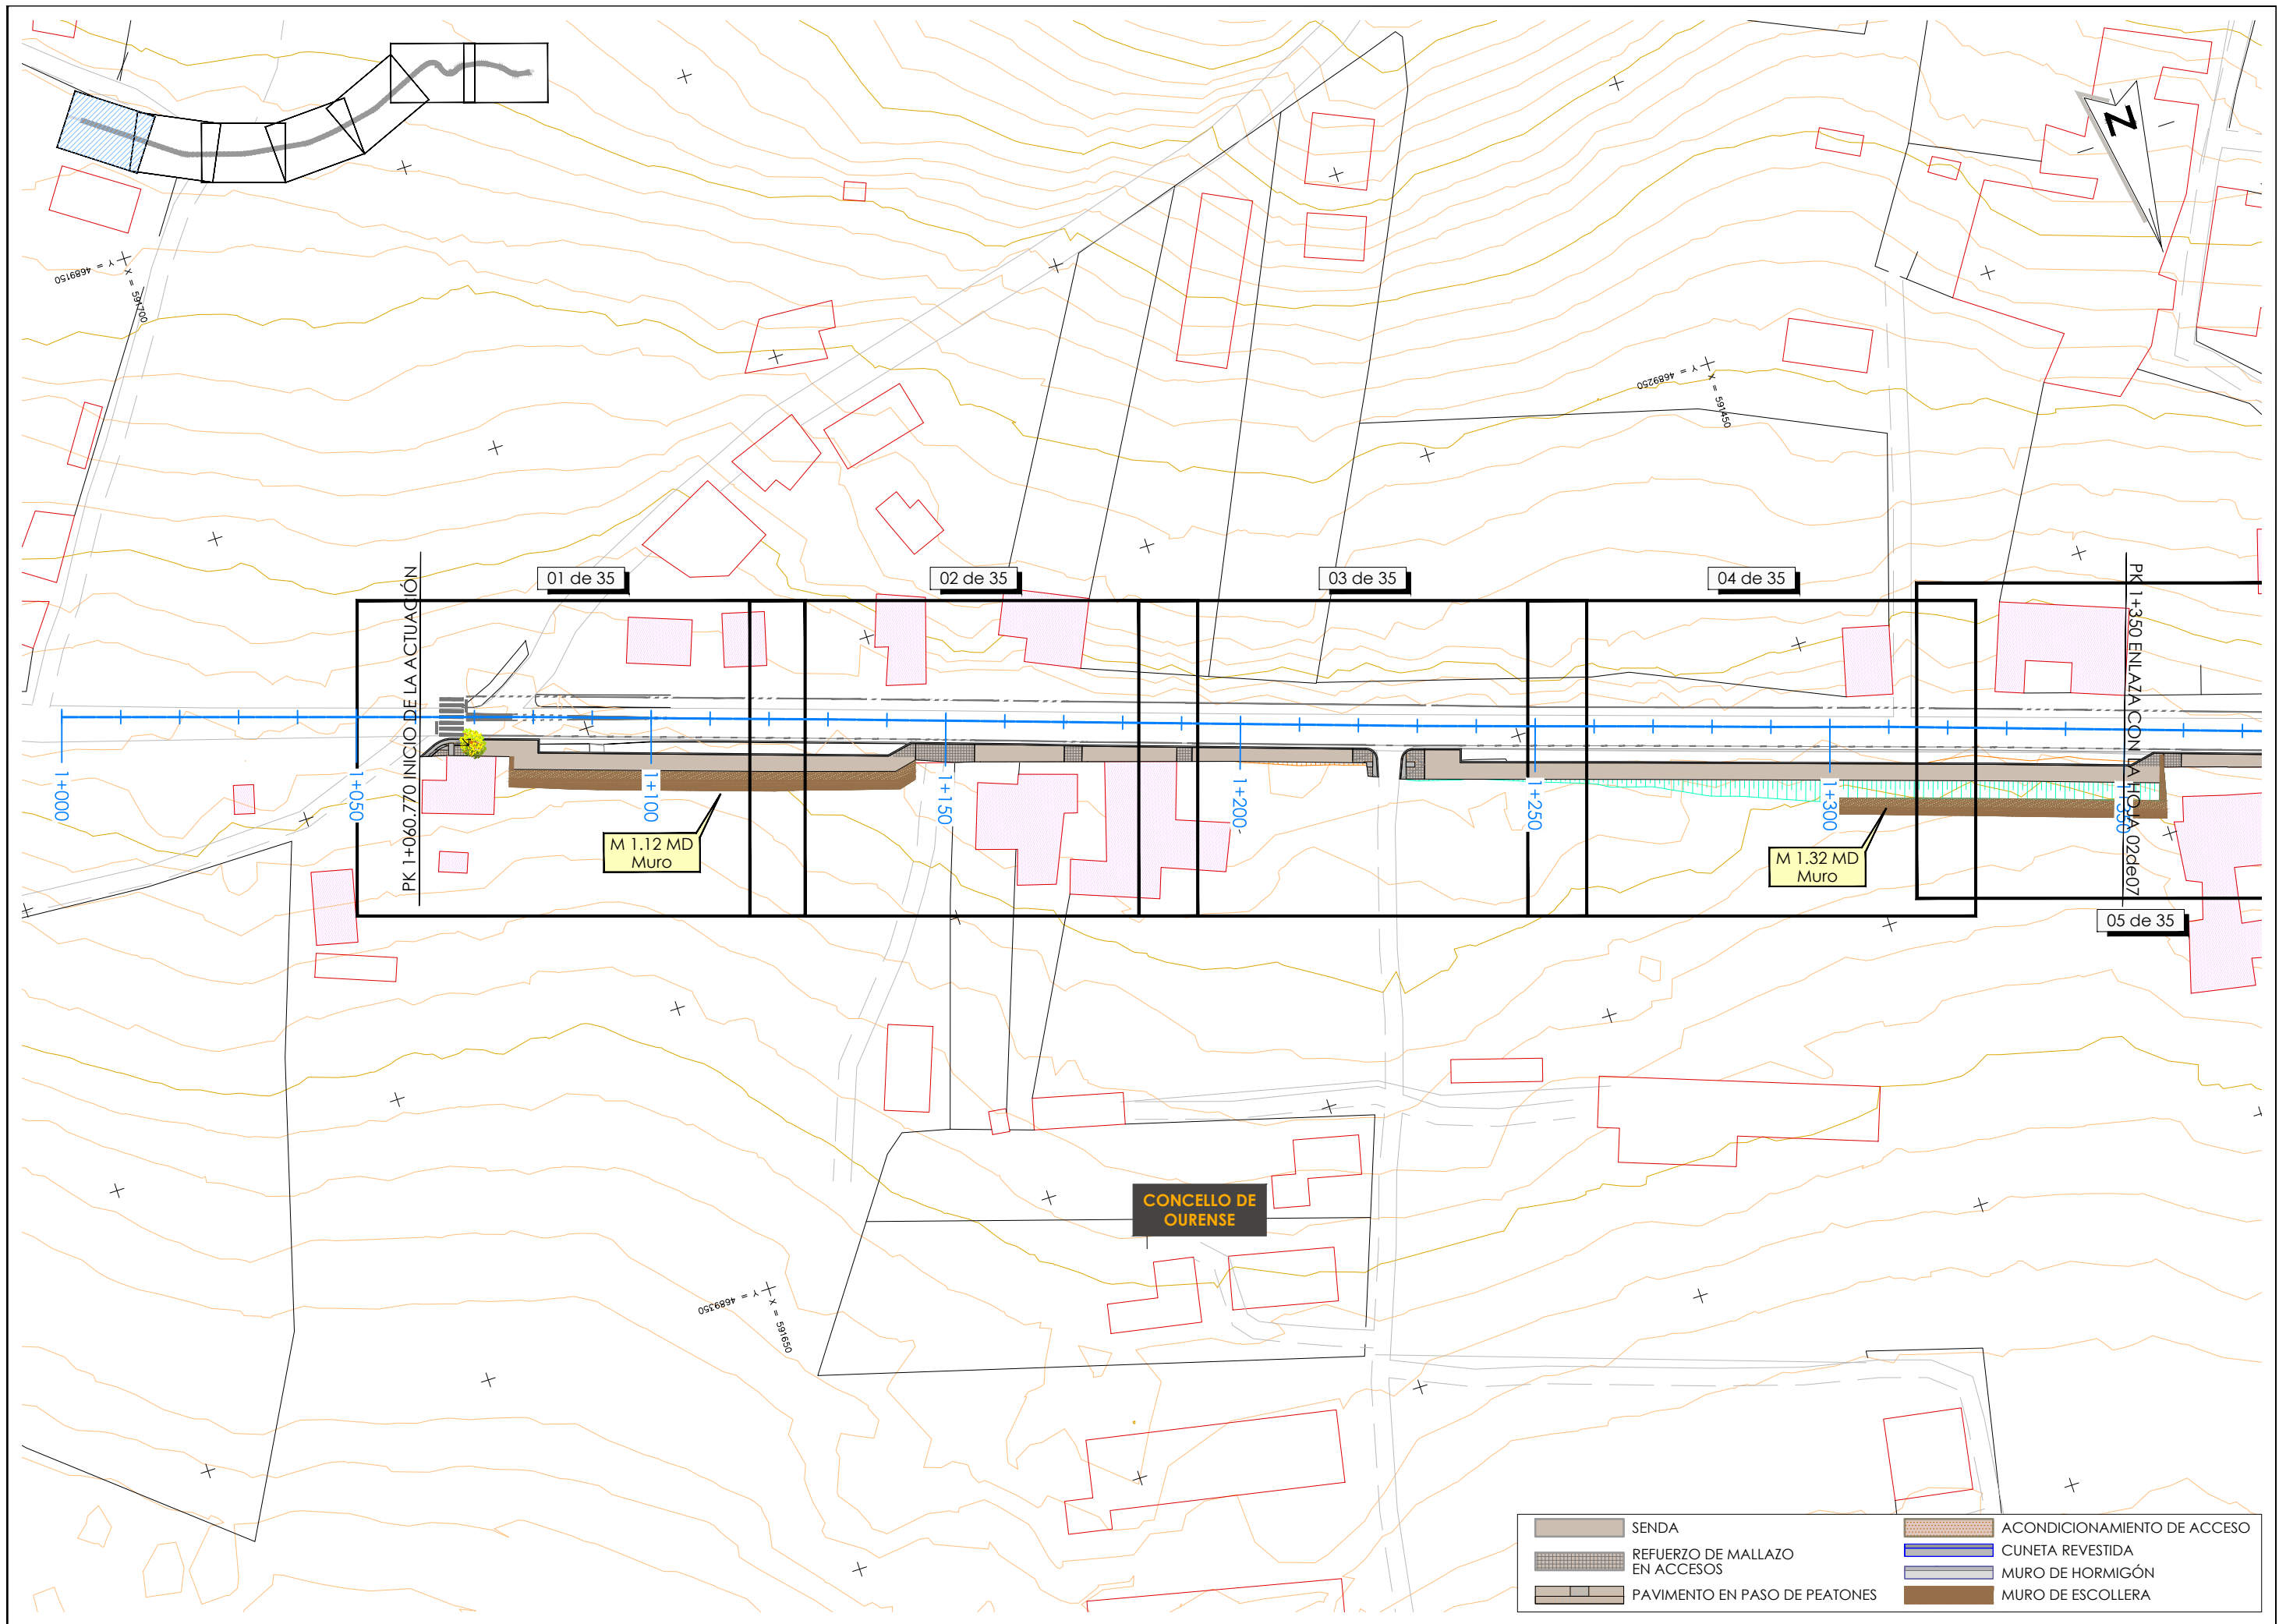 N
Y = 4689150
X = 591700
Y = 4689250
X = 591450
01 de 35
02 de 35
03 de 35
04 de 35
PK 1+060.770 INICIO DE LA ACTUACIÓN
PK 1+350 ENLAZA CON LA HOJA 02de07
1+000
1+050
1+100
1+150
1+200
1+250
1+300
1+350
M 1.12 MD
Muro
M 1.32 MD
Muro
05 de 35
CONCELLO DE
OURENSE
Y = 4689350
X = 591650
SENDA
REFUERZO DE MALLAZO
EN ACCESOS
PAVIMENTO EN PASO DE PEATONES
ACONDICIONAMIENTO DE ACCESO
CUNETA REVESTIDA
MURO DE HORMIGÓN
MURO DE ESCOLLERA